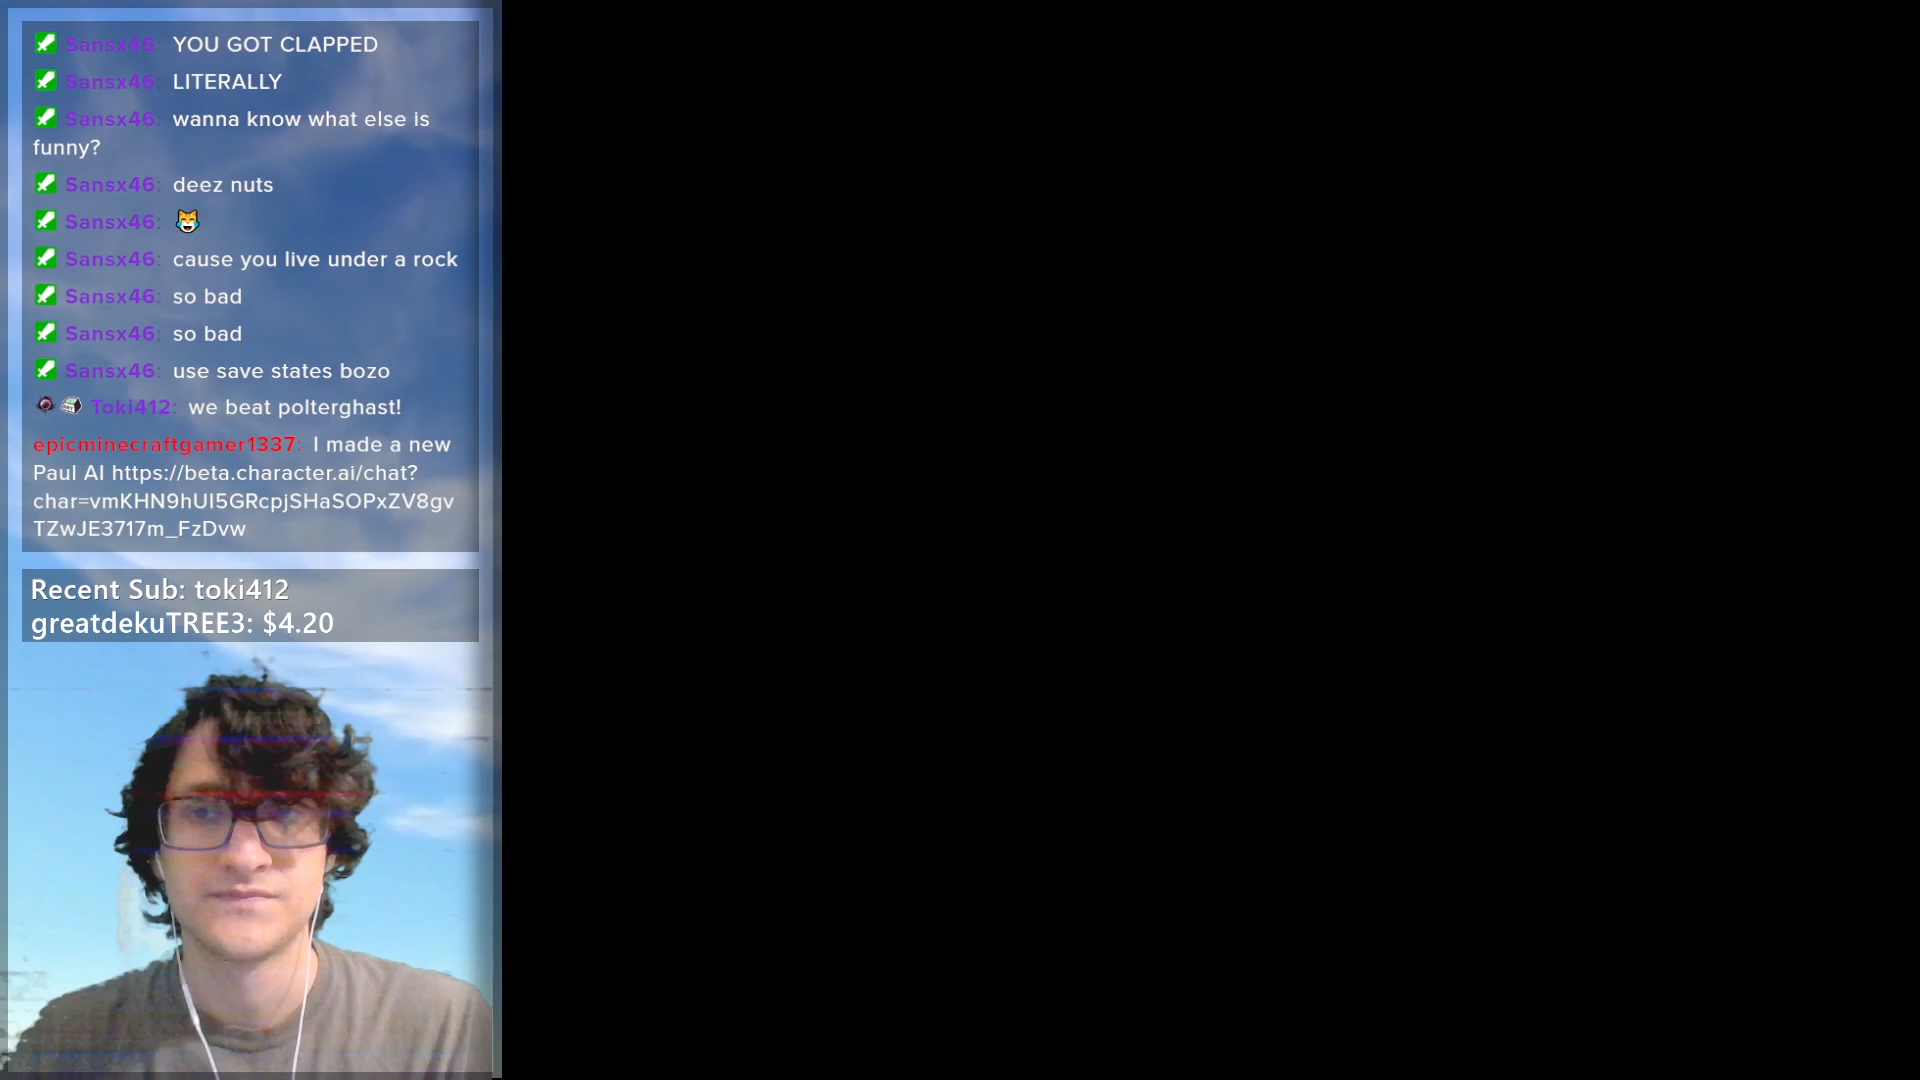 Sansx46: YOU GOT CLAPPED
Sansx46: LITERALLY
Sansx46: wanna know what else is
funny?
Sansx46: deez nuts
Sansx46: 😹
Sansx46: cause you live under a rock
Sansx46: so bad
Sansx46: so bad
Sansx46: use save states bozo
Toki412: we beat polterghast!
epicminecraftgamer1337: I made a new
Paul AI https://beta.character.ai/chat?
char=vmKHN9hUI5GRcpjSHaSOPxZV8gv
TZwJE3717m_FzDvw
Recent Sub: toki412
greatdekuTREE3: $4.20